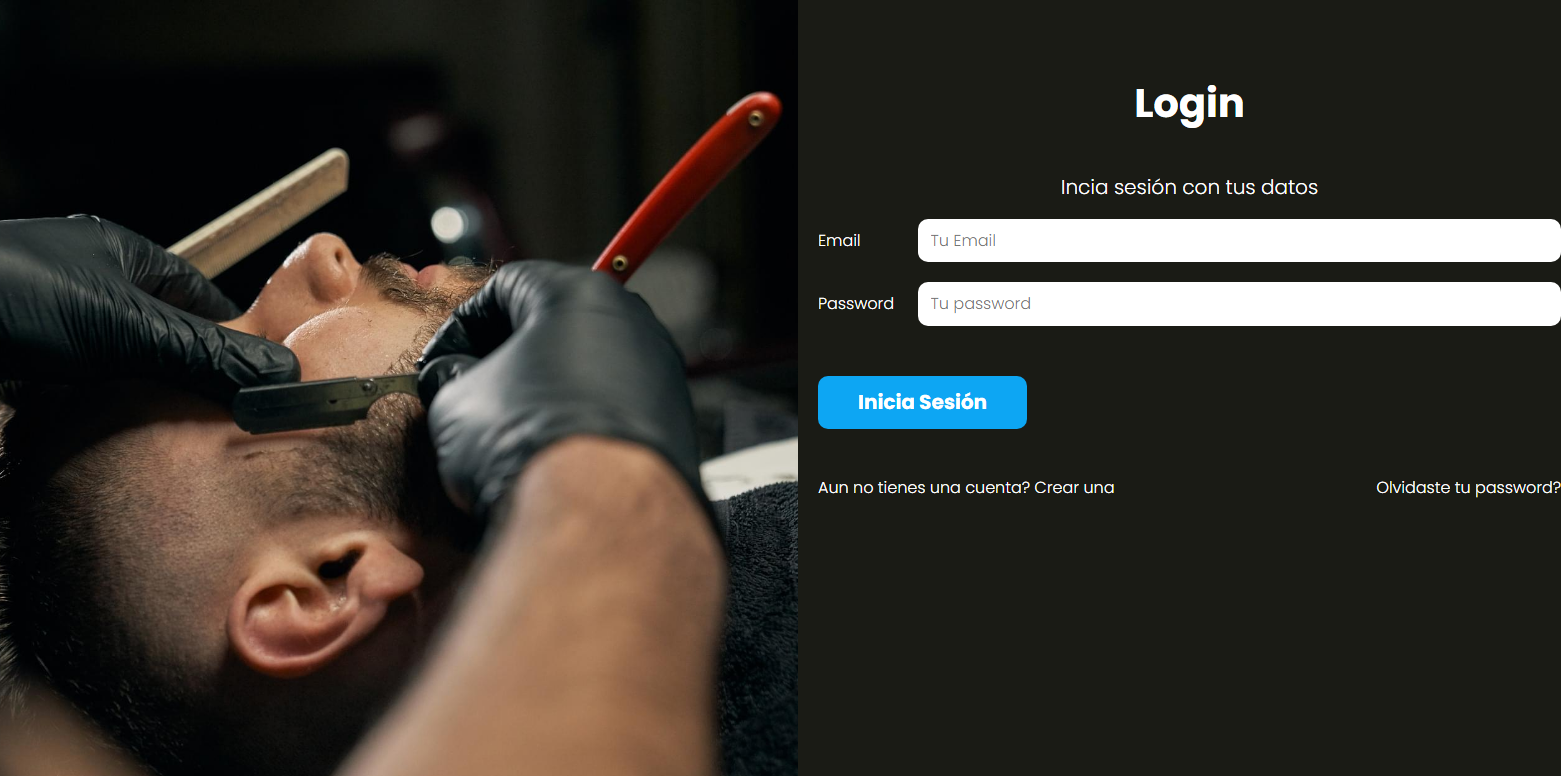 Login
Incia sesión con tus datos
Email Tu Email
Password Tu password
Inicia Sesión
Aun no tienes una cuenta? Crear una Olvidaste tu password?